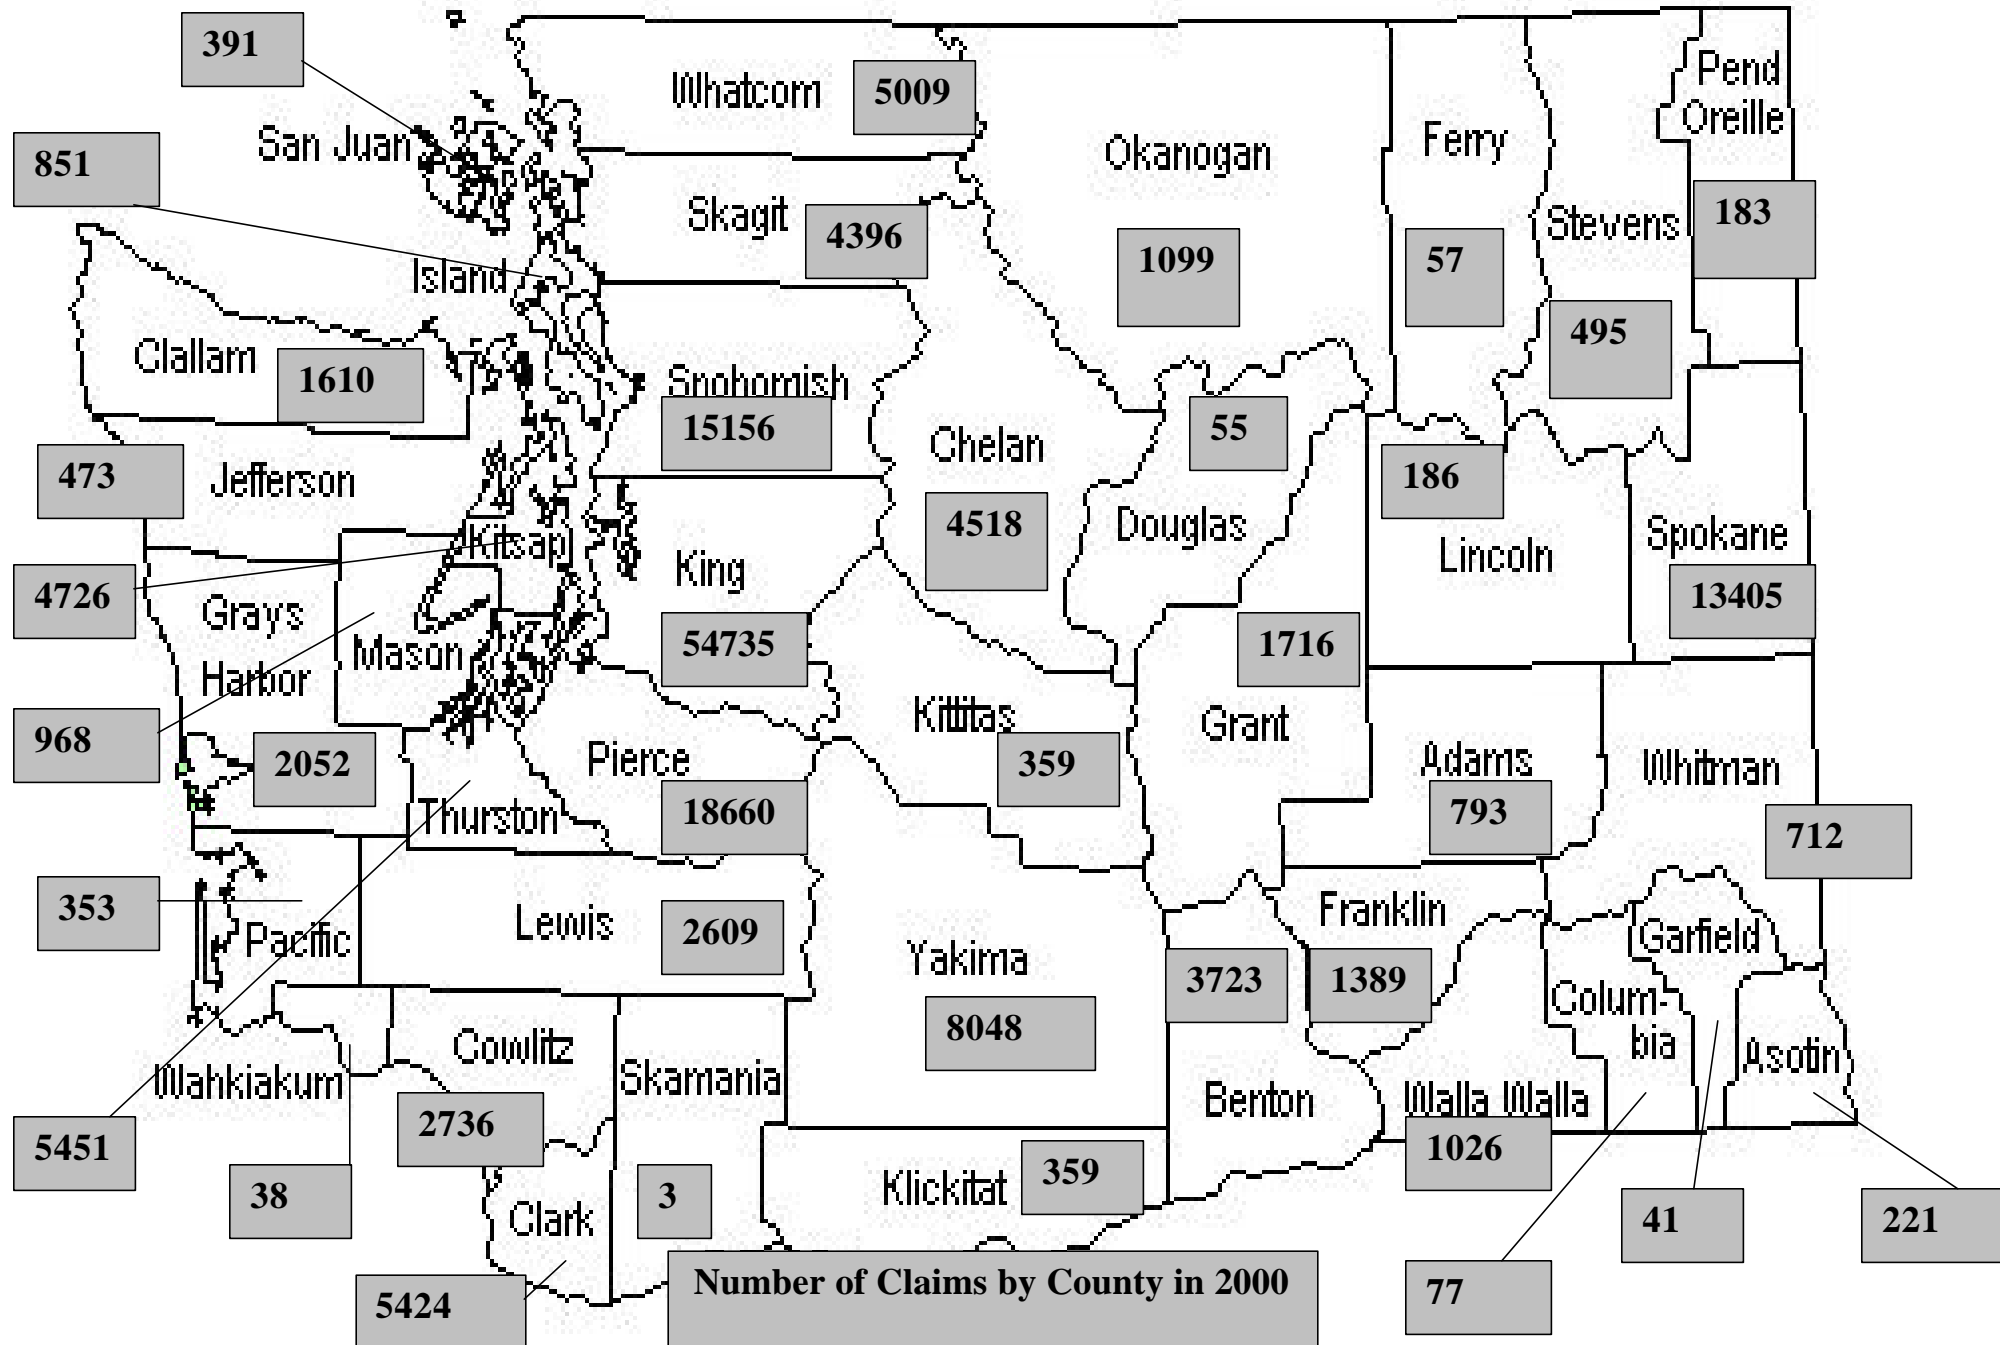 391
Whatcom
5009
Pend
Oreille
San Juan
851
Okanogan
Ferry
Skagit
4396
Stevens
183
Island
1099
57
495
Clallam
1610
Snohomish
15156
55
Chelan
473
Jefferson
186
4518
Douglas
Kitsap
King
Lincoln
Spokane
4726
13405
Grays
Harbor
Mason
54735
1716
968
2052
Kittitas
359
Grant
Pierce
18660
Adams
793
Whitman
712
Thurston
353
Pacific
Lewis
2609
Yakima
8048
Franklin
3723
1389
Garfield
Colum-
bia
Asotin
Cowlitz
Skamania
Wahkiakum
2736
Benton
Walla Walla
1026
5451
38
Clark
3
Klickitat
359
41
221
5424
Number of Claims by County in 2000
77